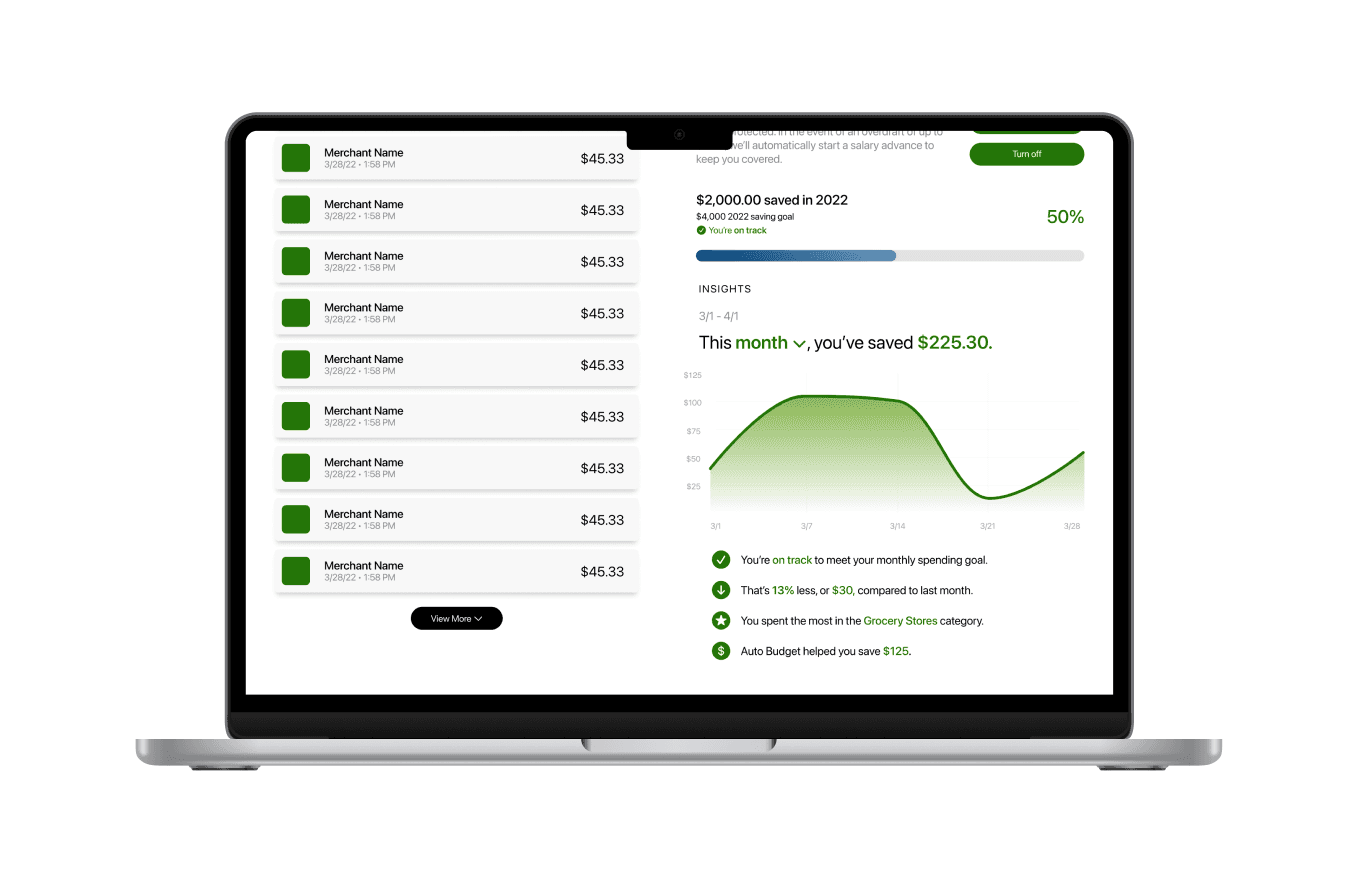 Merchant Name
3/28/22 • 1:58 PM
$45.33
Merchant Name
3/28/22 • 1:58 PM
$45.33
Merchant Name
3/28/22 • 1:58 PM
$45.33
Merchant Name
3/28/22 • 1:58 PM
$45.33
Merchant Name
3/28/22 • 1:58 PM
$45.33
Merchant Name
3/28/22 • 1:58 PM
$45.33
Merchant Name
3/28/22 • 1:58 PM
$45.33
Merchant Name
3/28/22 • 1:58 PM
$45.33
Merchant Name
3/28/22 • 1:58 PM
$45.33
View More
in the event of an overdraft of up to
we'll automatically start a salary advance to
keep you covered.
Turn off
$2,000.00 saved in 2022
$4,000 2022 saving goal
You're on track
50%
INSIGHTS
3/1 - 4/1
This month , you've saved $225.30.
$125
$100
$75
$50
$25
3/1
3/7
3/14
3/21
3/28
You're on track to meet your monthly spending goal.
That's 13% less, or $30, compared to last month.
You spent the most in the Grocery Stores category.
Auto Budget helped you save $125.